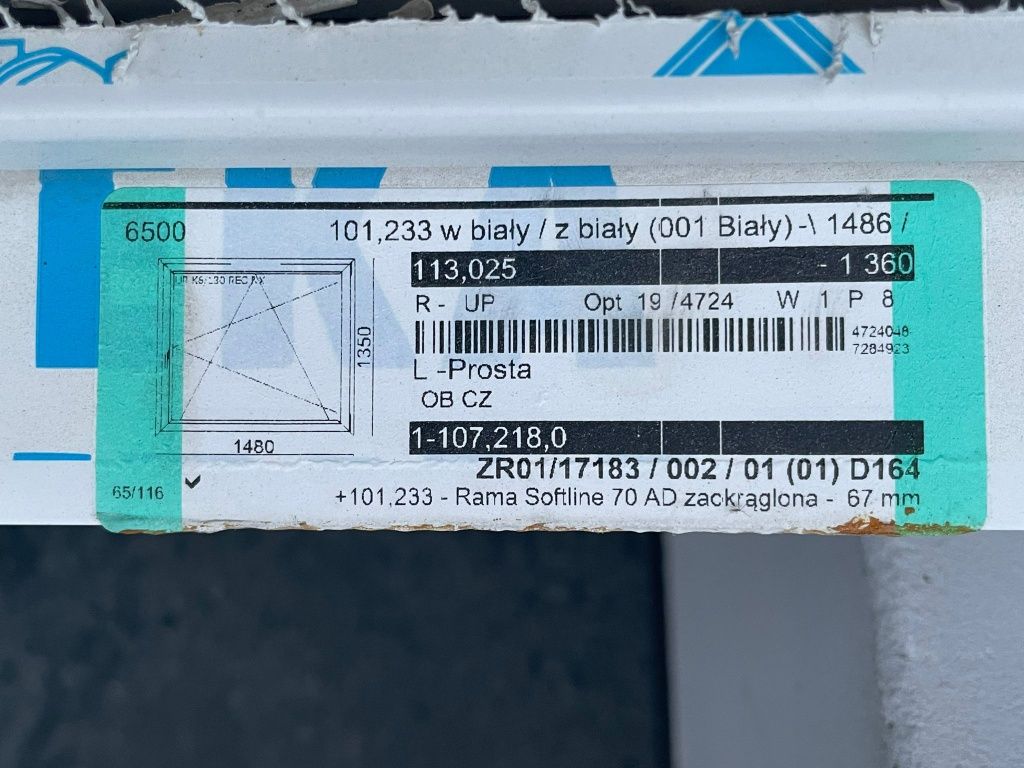 KA
6500
101,233 w biały / z biały (001 Biały) -\ 1486 /
113,025 - 1 360
R - UP Opt 19 /4724 W 1 P 8
4724048-
7284923
L -Prosta
OB CZ
1350
1480
1-107,218,0
ZR01/17183 / 002 / 01 (01) D164
65/116
+101,233 - Rama Softline 70 AD zaokrąglona - 67 mm